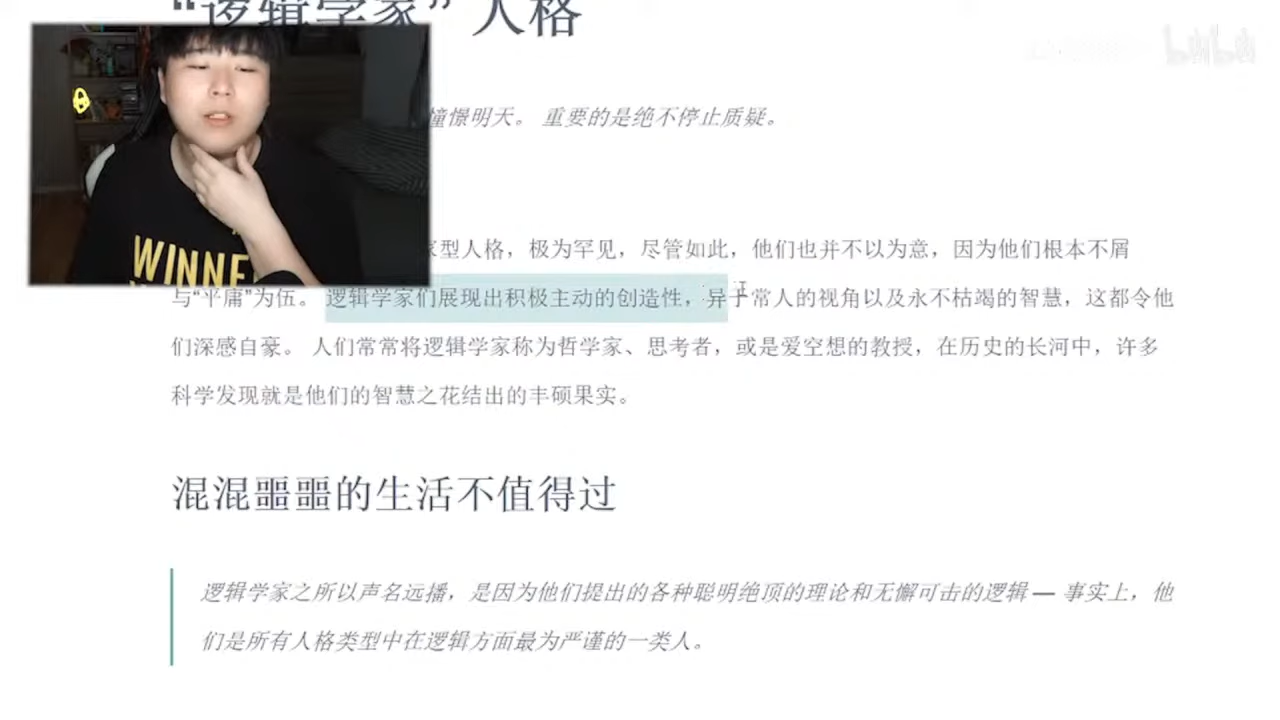 “逻辑学家”人格
憧憬明天。 重要的是绝不停止质疑。
家型人格，极为罕见，尽管如此，他们也并不以为意，因为他们根本不屑
与“平庸”为伍。 逻辑学家们展现出积极主动的创造性，异于常人的视角以及永不枯竭的智慧，这都令他
们深感自豪。 人们常常将逻辑学家称为哲学家、思考者，或是爱空想的教授，在历史的长河中，许多
科学发现就是他们的智慧之花结出的丰硕果实。
混混噩噩的生活不值得过
逻辑学家之所以声名远播，是因为他们提出的各种聪明绝顶的理论和无懈可击的逻辑 — 事实上，他
们是所有人格类型中在逻辑方面最为严谨的一类人。
WINNE
bilibili